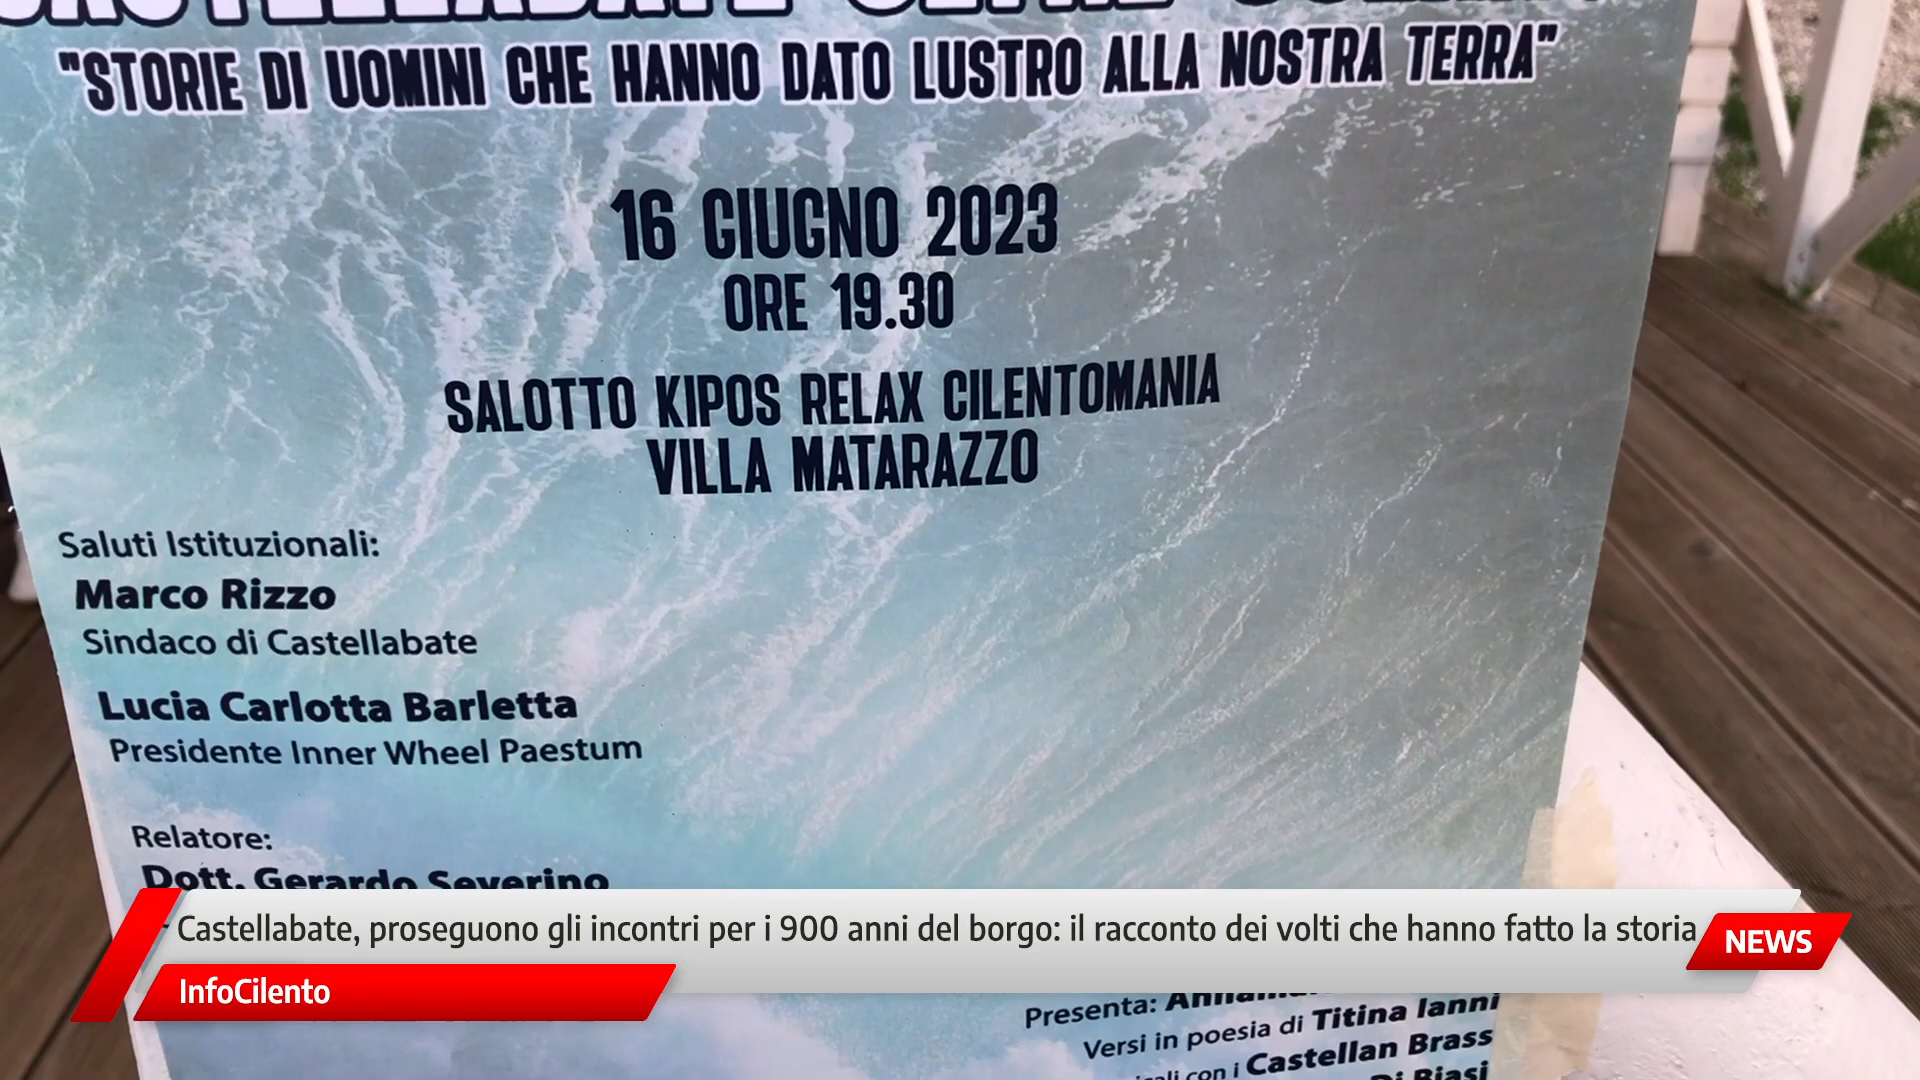 "STORIE DI UOMINI CHE HANNO DATO LUSTRO ALLA NOSTRA TERRA"
16 GIUGNO 2023
ORE 19.30
SALOTTO KIPOS RELAX CILENTOMANIA
VILLA MATARAZZO
Saluti Istituzionali:
Marco Rizzo
Sindaco di Castellabate
Lucia Carlotta Barletta
Presidente Inner Wheel Paestum
Relatore:
Dott. Gerardo Severino
Castellabate, proseguono gli incontri per i 900 anni del borgo: il racconto dei volti che hanno fatto la storia
NEWS
InfoCilento
Presenta:
Versi in poesia di Titina Ianni
con i Castellan Brass
Di Biasi